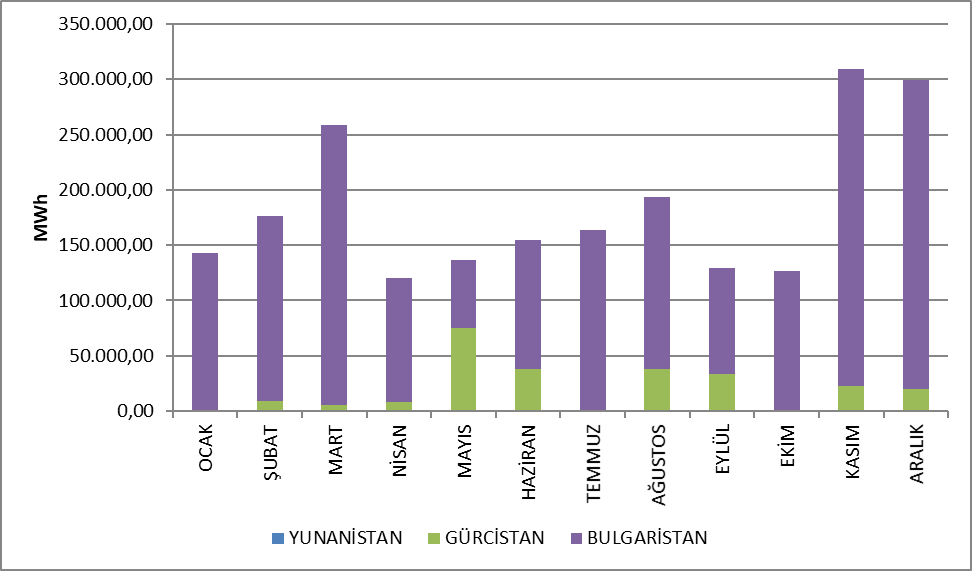 350.000,00
300.000,00
250.000,00
200.000,00
150.000,00
100.000,00
50.000,00
0,00
MWh
OCAK
ŞUBAT
MART
NİSAN
MAYIS
HAZİRAN
TEMMUZ
AĞUSTOS
EYLÜL
EKİM
KASIM
ARALIK
YUNANİSTAN GÜRCİSTAN BULGARİSTAN